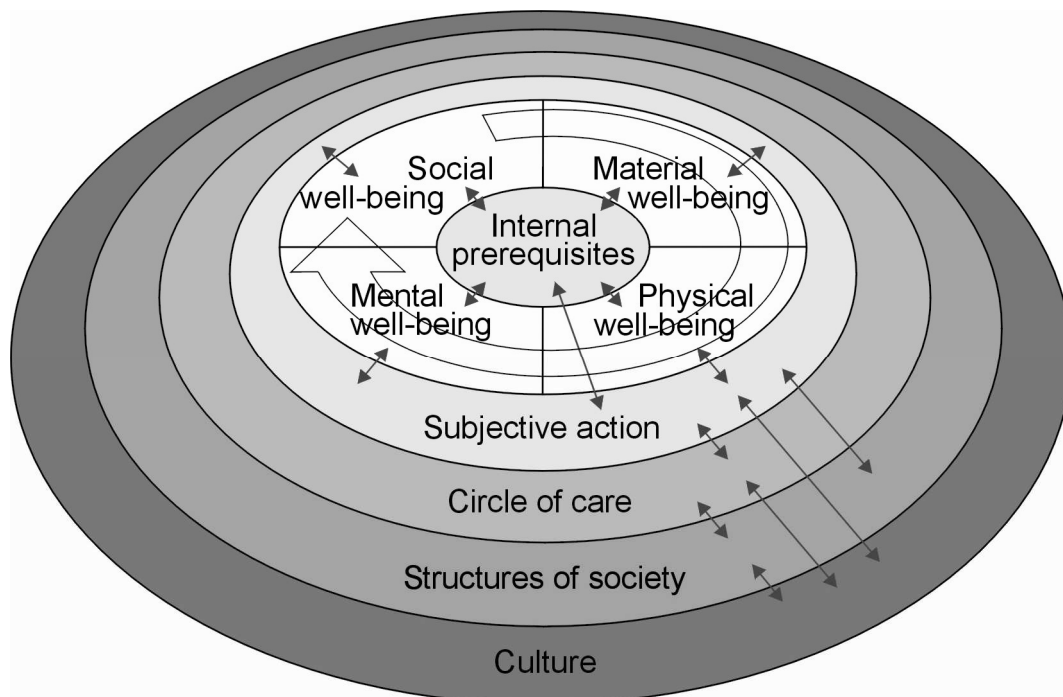 Social
well-being
Material
well-being
Internal
prerequisites
Mental
well-being
Physical
well-being
Subjective action
Circle of care
Structures of society
Culture